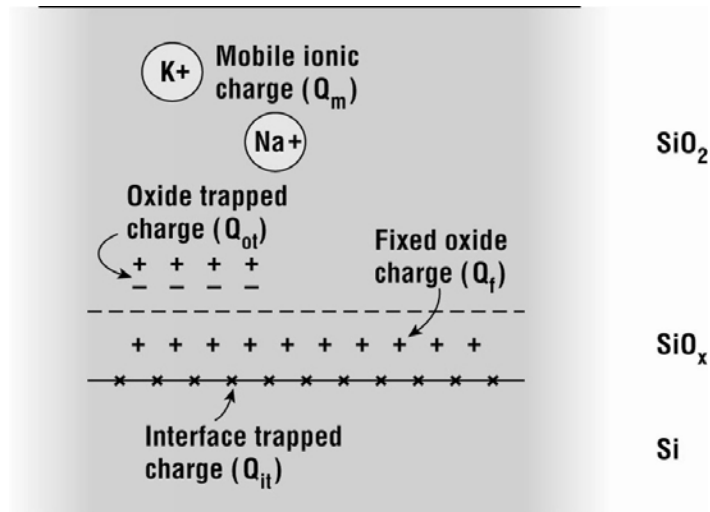 K+
Mobile ionic
charge (Qₘ)
Na+
SiO₂
Oxide trapped
charge (Qₒₜ)
Fixed oxide
charge (Q_f)
+ + + +
– – – –
+ + + + + + + + + +
SiOₓ
× × × × × × × × × × ×
Interface trapped
charge (Qᵢₜ)
Si